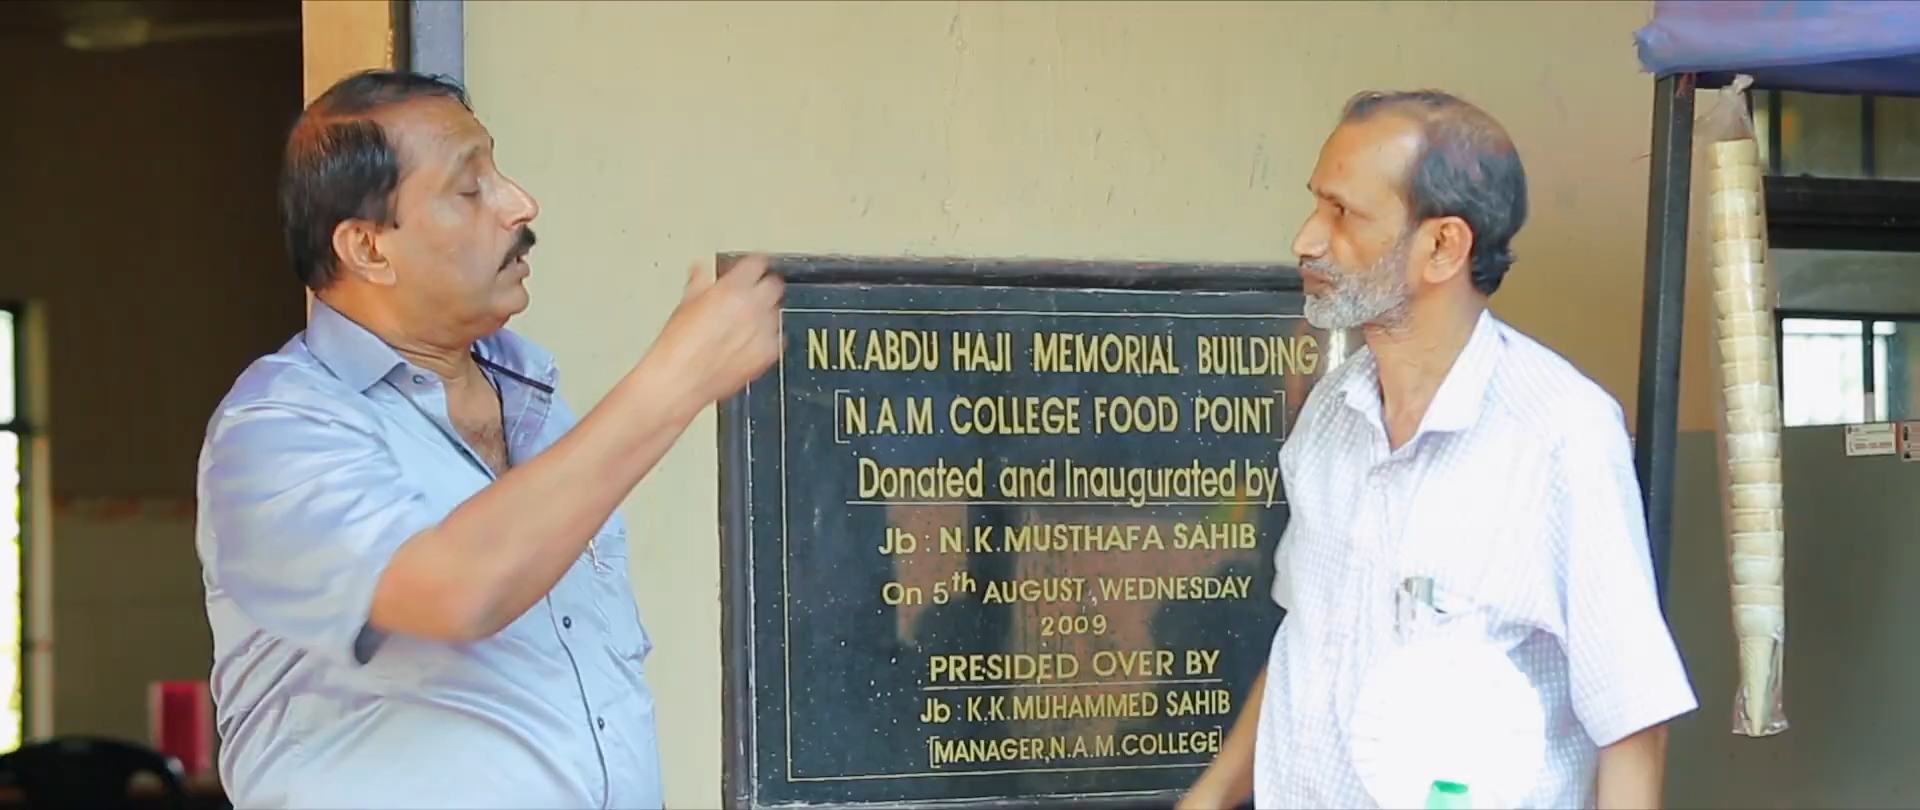 N.K.ABDU HAJI MEMORIAL BUILDING
[N.A.M. COLLEGE FOOD POINT]
Donated and Inaugurated by
Jb : N.K.MUSTHAFA SAHIB
On 5th AUGUST, WEDNESDAY
2009
PRESIDED OVER BY
Jb : K.K.MUHAMMED SAHIB
[MANAGER, N.A.M.COLLEGE]